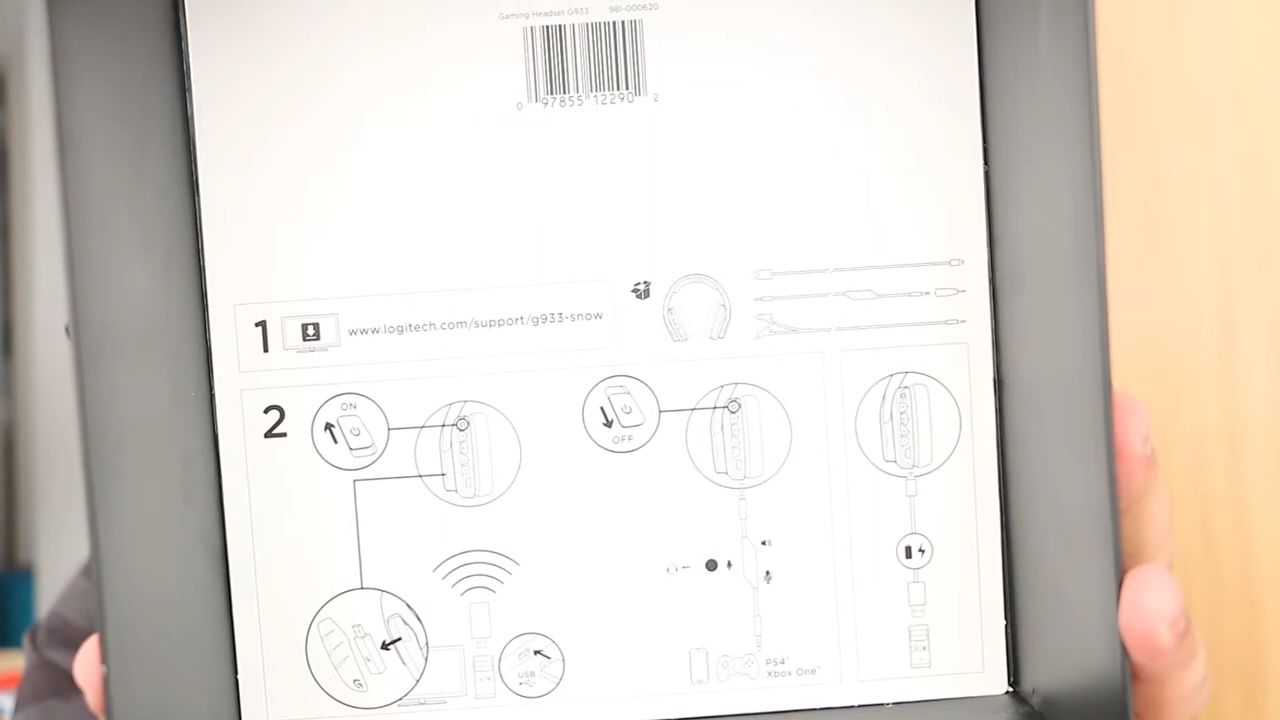 Gaming Headset G933 981-000620
0 97855 12290 2
1 www.logitech.com/support/g933-snow
2
ON
OFF
G
USB
PS4™
Xbox One™